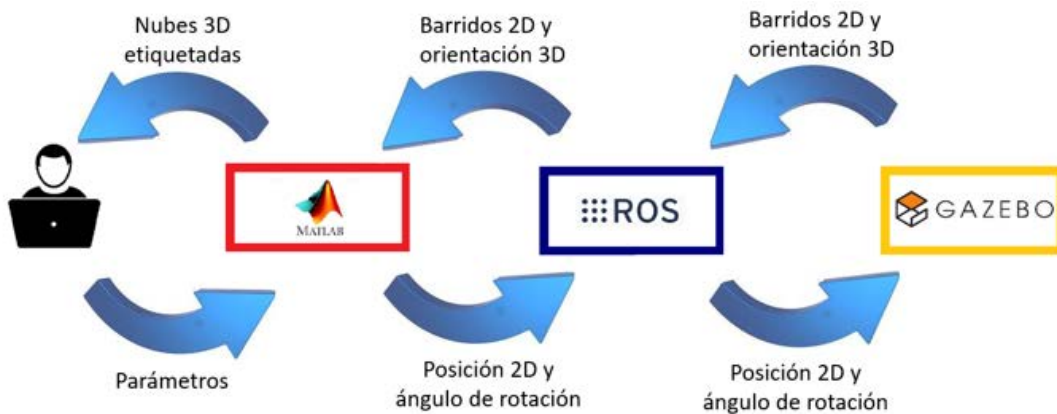 Nubes 3D
etiquetadas
Barridos 2D y
orientación 3D
Barridos 2D y
orientación 3D
MATLAB
ROS
GAZEBO
Parámetros
Posición 2D y
ángulo de rotación
Posición 2D y
ángulo de rotación